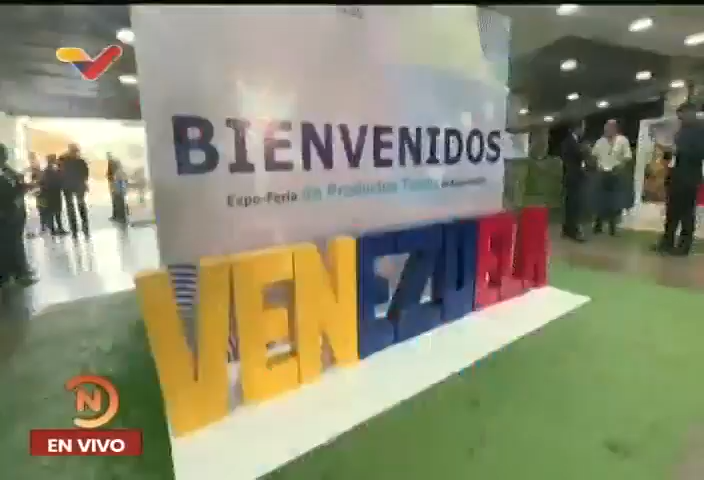 BIENVENIDOS
Expo-Feria de Productos
VENEZUELA
N
EN VIVO